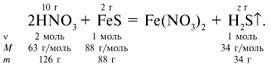 10 г 2 г z г
2HNO₃ + FeS = Fe(NO₃)₂ + H₂S↑.
ν 2 моль 1 моль 1 моль
M 63 г/моль 88 г/моль 34 г/моль
m 126 г 88 г 34 г